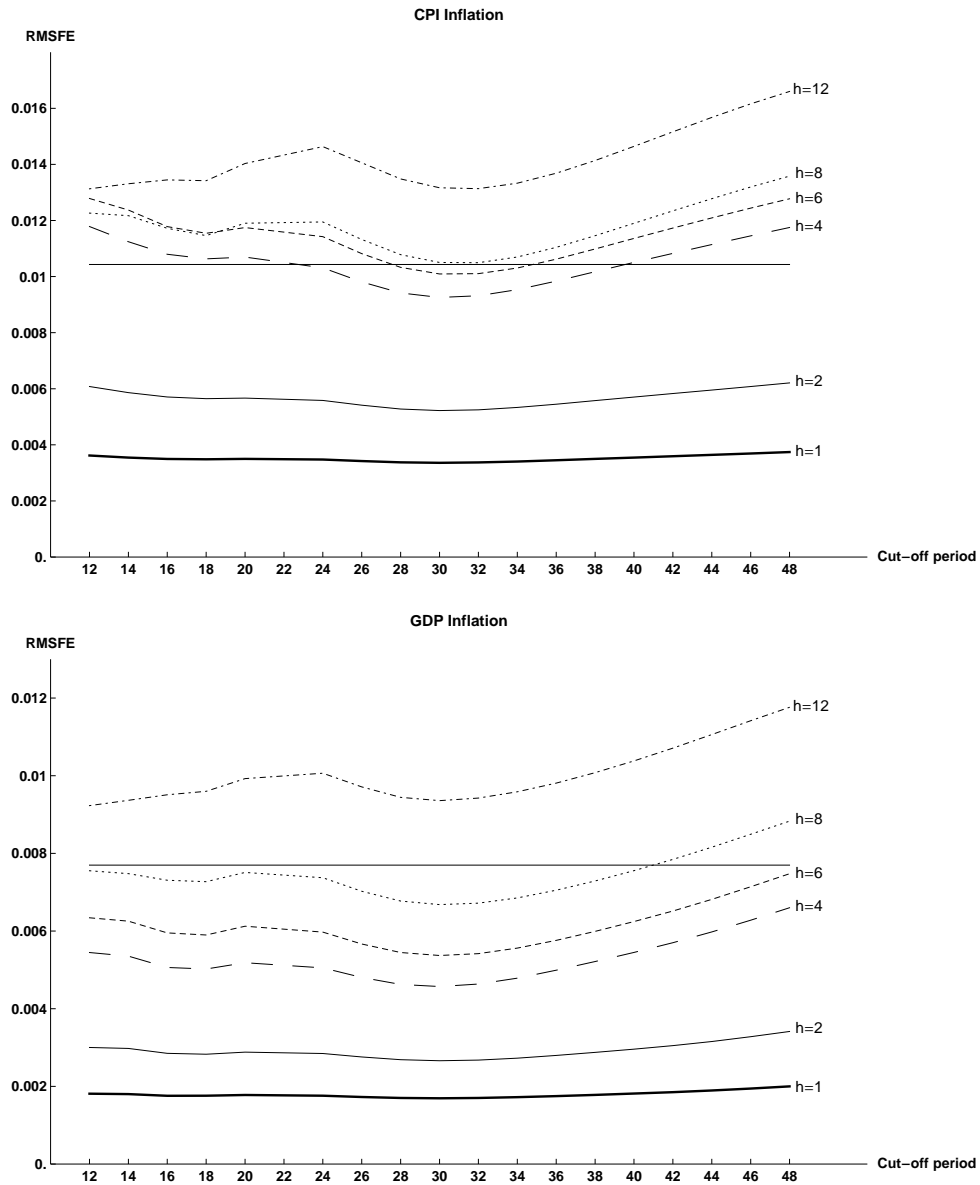 CPI Inflation
RMSFE
0.016
0.014
0.012
0.01
0.008
0.006
0.004
0.002
0.
h=12
h=8
h=6
h=4
h=2
h=1
12 14 16 18 20 22 24 26 28 30 32 34 36 38 40 42 44 46 48
Cut−off period
GDP Inflation
RMSFE
0.012
0.01
0.008
0.006
0.004
0.002
0.
h=12
h=8
h=6
h=4
h=2
h=1
12 14 16 18 20 22 24 26 28 30 32 34 36 38 40 42 44 46 48
Cut−off period